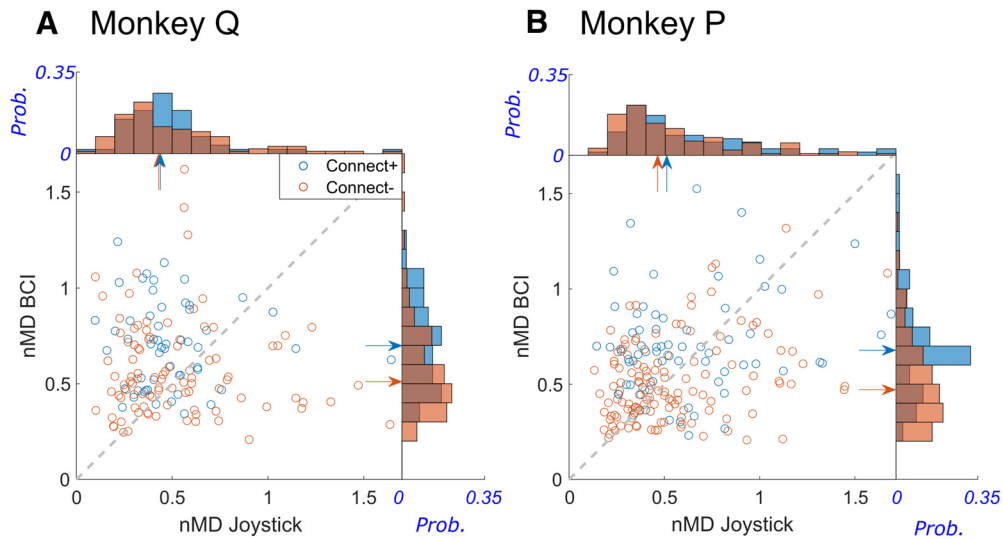 A Monkey Q
0.35
Prob.
0
Connect+
Connect-
1.5
1
0.5
0
nMD BCI
0 0.5 1 1.5 0 0.35
nMD Joystick Prob.
B Monkey P
0.35
Prob.
0
1.5
1
0.5
0
nMD BCI
0 0.5 1 1.5 0 0.35
nMD Joystick Prob.